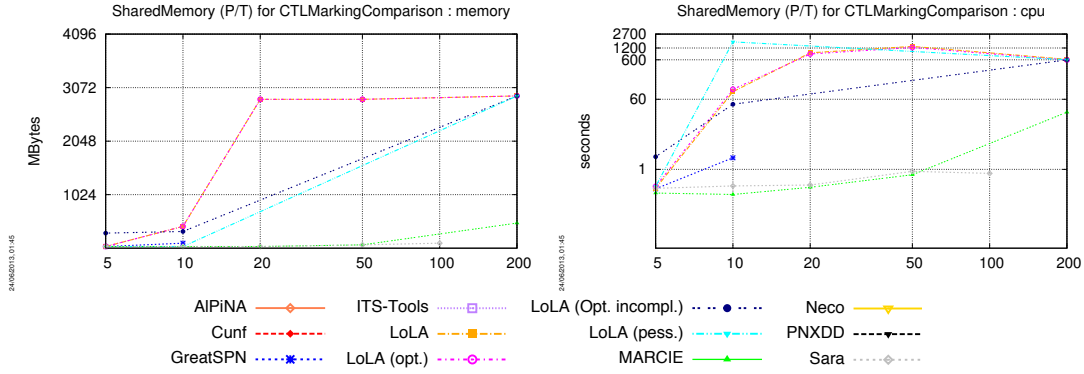 SharedMemory (P/T) for CTLMarkingComparison : memory
4096
3072
2048
1024
MBytes
5 10 20 50 100 200
24/06/2013, 01:45
SharedMemory (P/T) for CTLMarkingComparison : cpu
2700
1200
600
60
1
seconds
5 10 20 50 100 200
24/06/2013, 01:45
AlPiNA
Cunf
GreatSPN
ITS-Tools
LoLA
LoLA (opt.)
LoLA (Opt. incompl.)
LoLA (pess.)
MARCIE
Neco
PNXDD
Sara